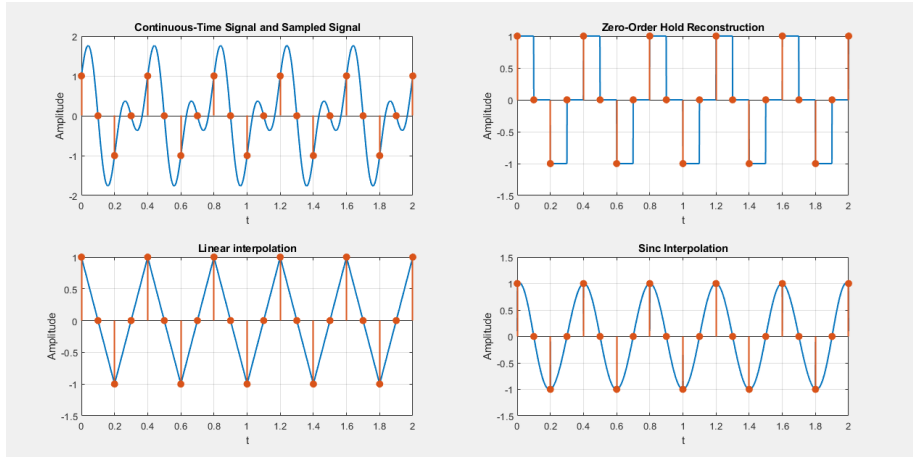 Continuous-Time Signal and Sampled Signal
2
1
0
-1
-2
Amplitude
0 0.2 0.4 0.6 0.8 1 1.2 1.4 1.6 1.8 2
t
Zero-Order Hold Reconstruction
1
0.5
0
-0.5
-1
-1.5
Amplitude
0 0.2 0.4 0.6 0.8 1 1.2 1.4 1.6 1.8 2
t
Linear interpolation
1
0.5
0
-0.5
-1
-1.5
Amplitude
0 0.2 0.4 0.6 0.8 1 1.2 1.4 1.6 1.8 2
t
Sinc Interpolation
1.5
1
0.5
0
-0.5
-1
-1.5
Amplitude
0 0.2 0.4 0.6 0.8 1 1.2 1.4 1.6 1.8 2
t